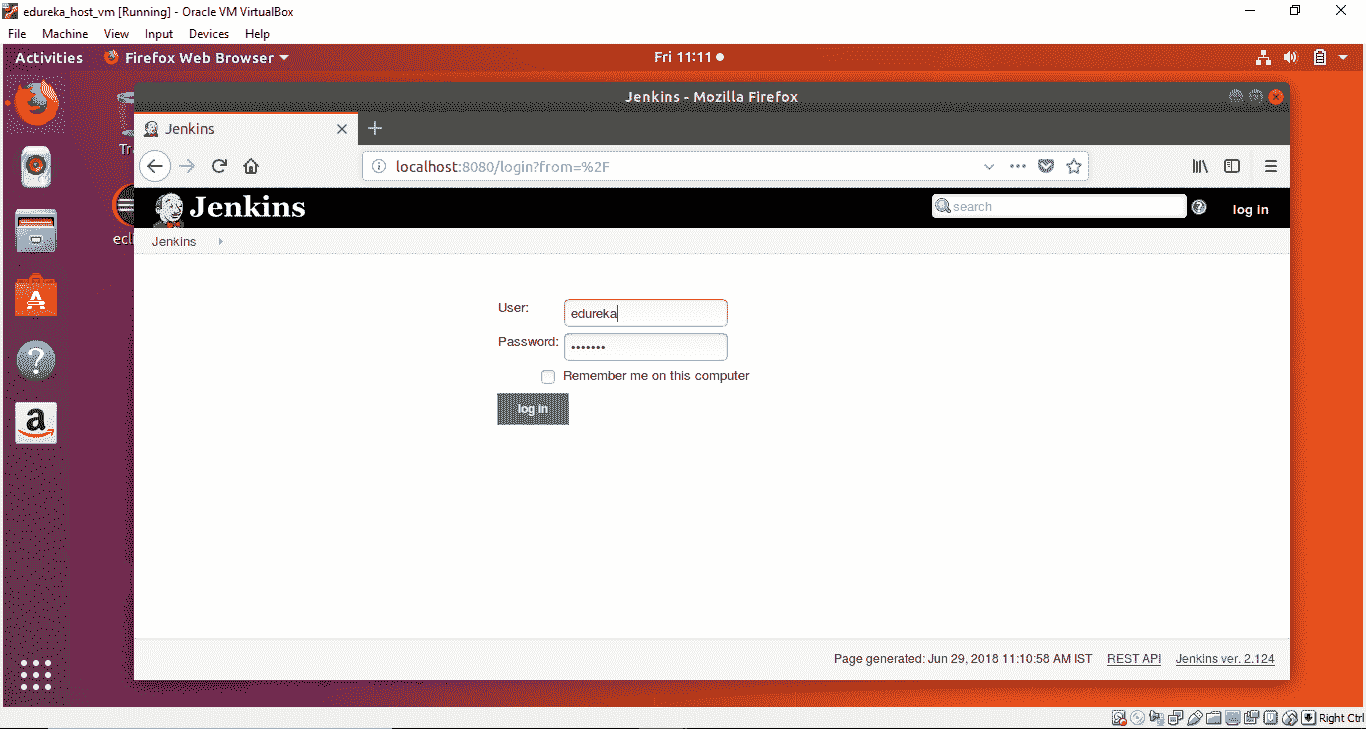 edureka_host_vm [Running] - Oracle VM VirtualBox
File Machine View Input Devices Help
Activities Firefox Web Browser Fri 11:11
Jenkins - Mozilla Firefox
Jenkins
localhost:8080/login?from=%2F
Jenkins search log in
Jenkins
User: edureka
Password: •••••••
Remember me on this computer
log in
Page generated: Jun 29, 2018 11:10:58 AM IST REST API Jenkins ver. 2.124
Right Ctrl